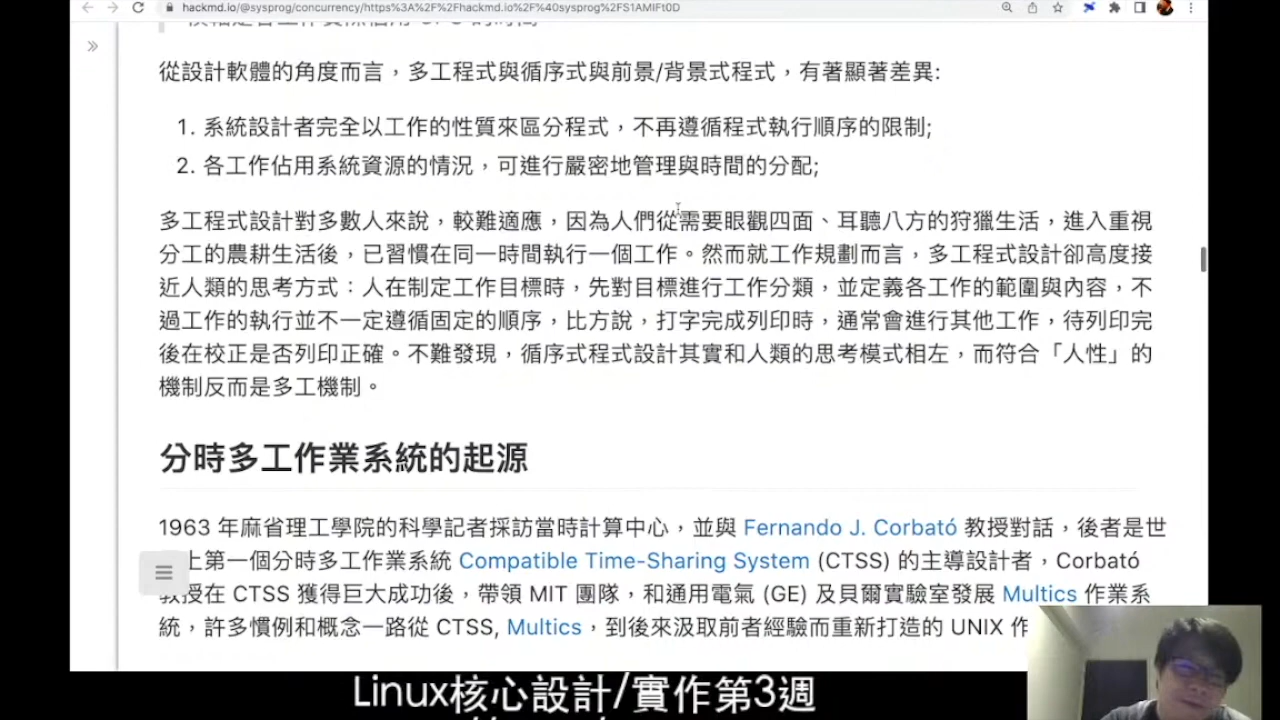 hackmd.io/@sysprog/concurrency/https%3A%2F%2Fhackmd.io%2F%40sysprog%2FS1AMIFt0D
從設計軟體的角度而言，多工程式與循序式與前景/背景式程式，有著顯著差異:
1. 系統設計者完全以工作的性質來區分程式，不再遵循程式執行順序的限制;
2. 各工作佔用系統資源的情況，可進行嚴密地管理與時間的分配;
多工程式設計對多數人來說，較難適應，因為人們從需要眼觀四面、耳聽八方的狩獵生活，進入重視
分工的農耕生活後，已習慣在同一時間執行一個工作。然而就工作規劃而言，多工程式設計卻高度接
近人類的思考方式：人在制定工作目標時，先對目標進行工作分類，並定義各工作的範圍與內容，不
過工作的執行並不一定遵循固定的順序，比方說，打字完成列印時，通常會進行其他工作，待列印完
後在校正是否列印正確。不難發現，循序式程式設計其實和人類的思考模式相左，而符合「人性」的
機制反而是多工機制。
分時多工作業系統的起源
1963 年麻省理工學院的科學記者採訪當時計算中心，並與 Fernando J. Corbató 教授對話，後者是世
上第一個分時多工作業系統 Compatible Time-Sharing System (CTSS) 的主導設計者，Corbató
教授在 CTSS 獲得巨大成功後，帶領 MIT 團隊，和通用電氣 (GE) 及貝爾實驗室發展 Multics 作業系
統，許多慣例和概念一路從 CTSS, Multics，到後來汲取前者經驗而重新打造的 UNIX 作
Linux核心設計/實作第3週